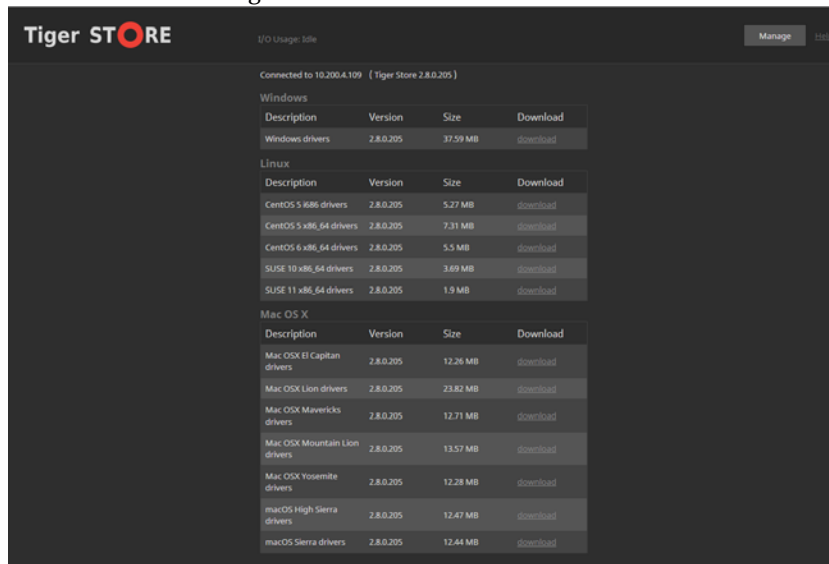 Tiger STORE
I/O Usage: Idle
Manage
Connected to 10.200.4.109 ( Tiger Store 2.8.0.205 )
Windows
Description Version Size Download
Windows drivers 2.8.0.205 37.59 MB download
Linux
Description Version Size Download
CentOS 5 i686 drivers 2.8.0.205 5.27 MB download
CentOS 5 x86_64 drivers 2.8.0.205 7.31 MB download
CentOS 6 x86_64 drivers 2.8.0.205 5.5 MB download
SUSE 10 x86_64 drivers 2.8.0.205 3.69 MB download
SUSE 11 x86_64 drivers 2.8.0.205 1.9 MB download
Mac OS X
Description Version Size Download
Mac OSX El Capitan
drivers 2.8.0.205 12.26 MB download
Mac OSX Lion drivers 2.8.0.205 23.82 MB download
Mac OSX Mavericks
drivers 2.8.0.205 12.71 MB download
Mac OSX Mountain Lion
drivers 2.8.0.205 13.57 MB download
Mac OSX Yosemite
drivers 2.8.0.205 12.28 MB download
macOS High Sierra
drivers 2.8.0.205 12.47 MB download
macOS Sierra drivers 2.8.0.205 12.44 MB download